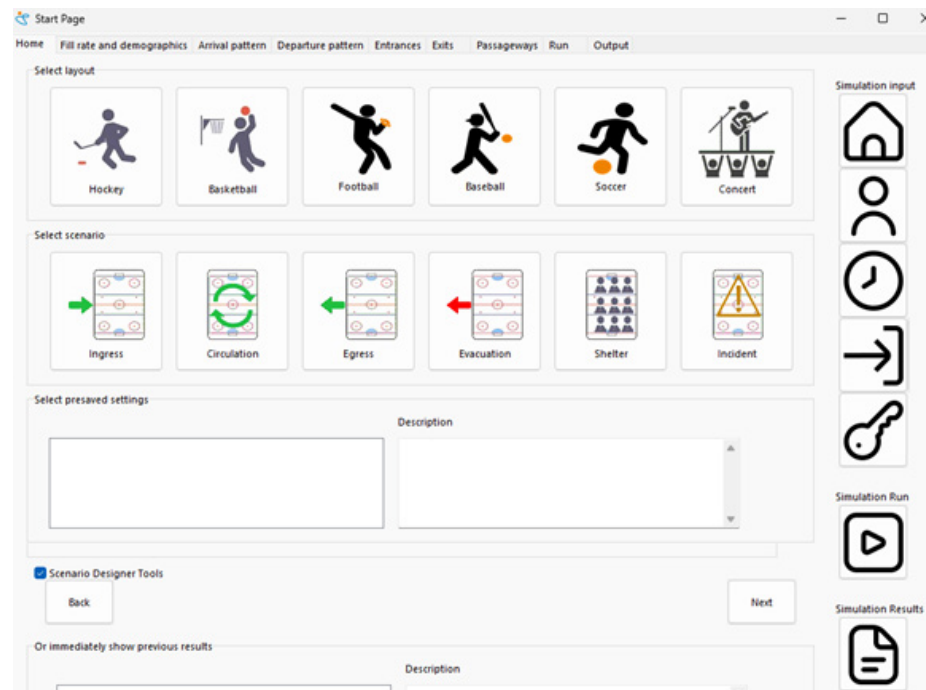 Start Page
Home Fill rate and demographics Arrival pattern Departure pattern Entrances Exits Passageways Run Output
Select layout
Hockey Basketball Football Baseball Soccer Concert
Select scenario
Ingress Circulation Egress Evacuation Shelter Incident
Select presaved settings
Description
Scenario Designer Tools
Back Next
Or immediately show previous results
Description
Simulation input
Simulation Run
Simulation Results